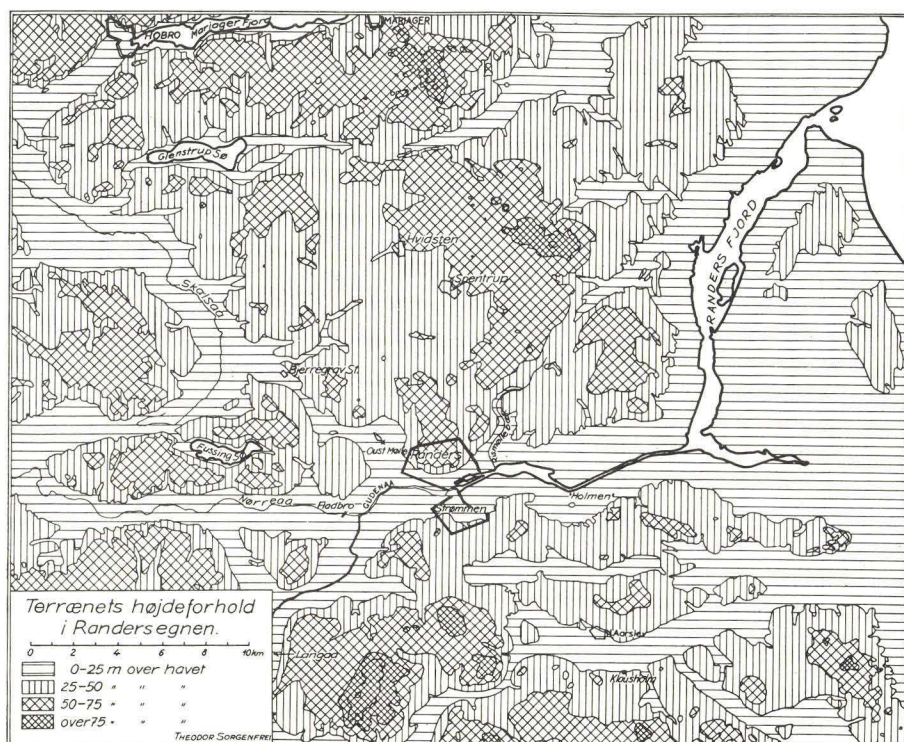 HOBRO Mariager Fjord
MARIAGER
Glenstrup Sø
Hvidsten
Spentrup
Skalsaa
RANDERS FJORD
Bjerregrav St.
Fussing Sø
Oust Mølle
Randers
Nørreaa
Fladbro
GUDENAA
Strømmen
Holmen
Aarslev
Klausholm
Langaa
Terrænets højdeforhold
i Randersegnen.
0 2 4 6 8 10km
0-25 m over havet
25-50 " " "
50-75 " " "
over 75 " " "
THEODOR SORGENFREI